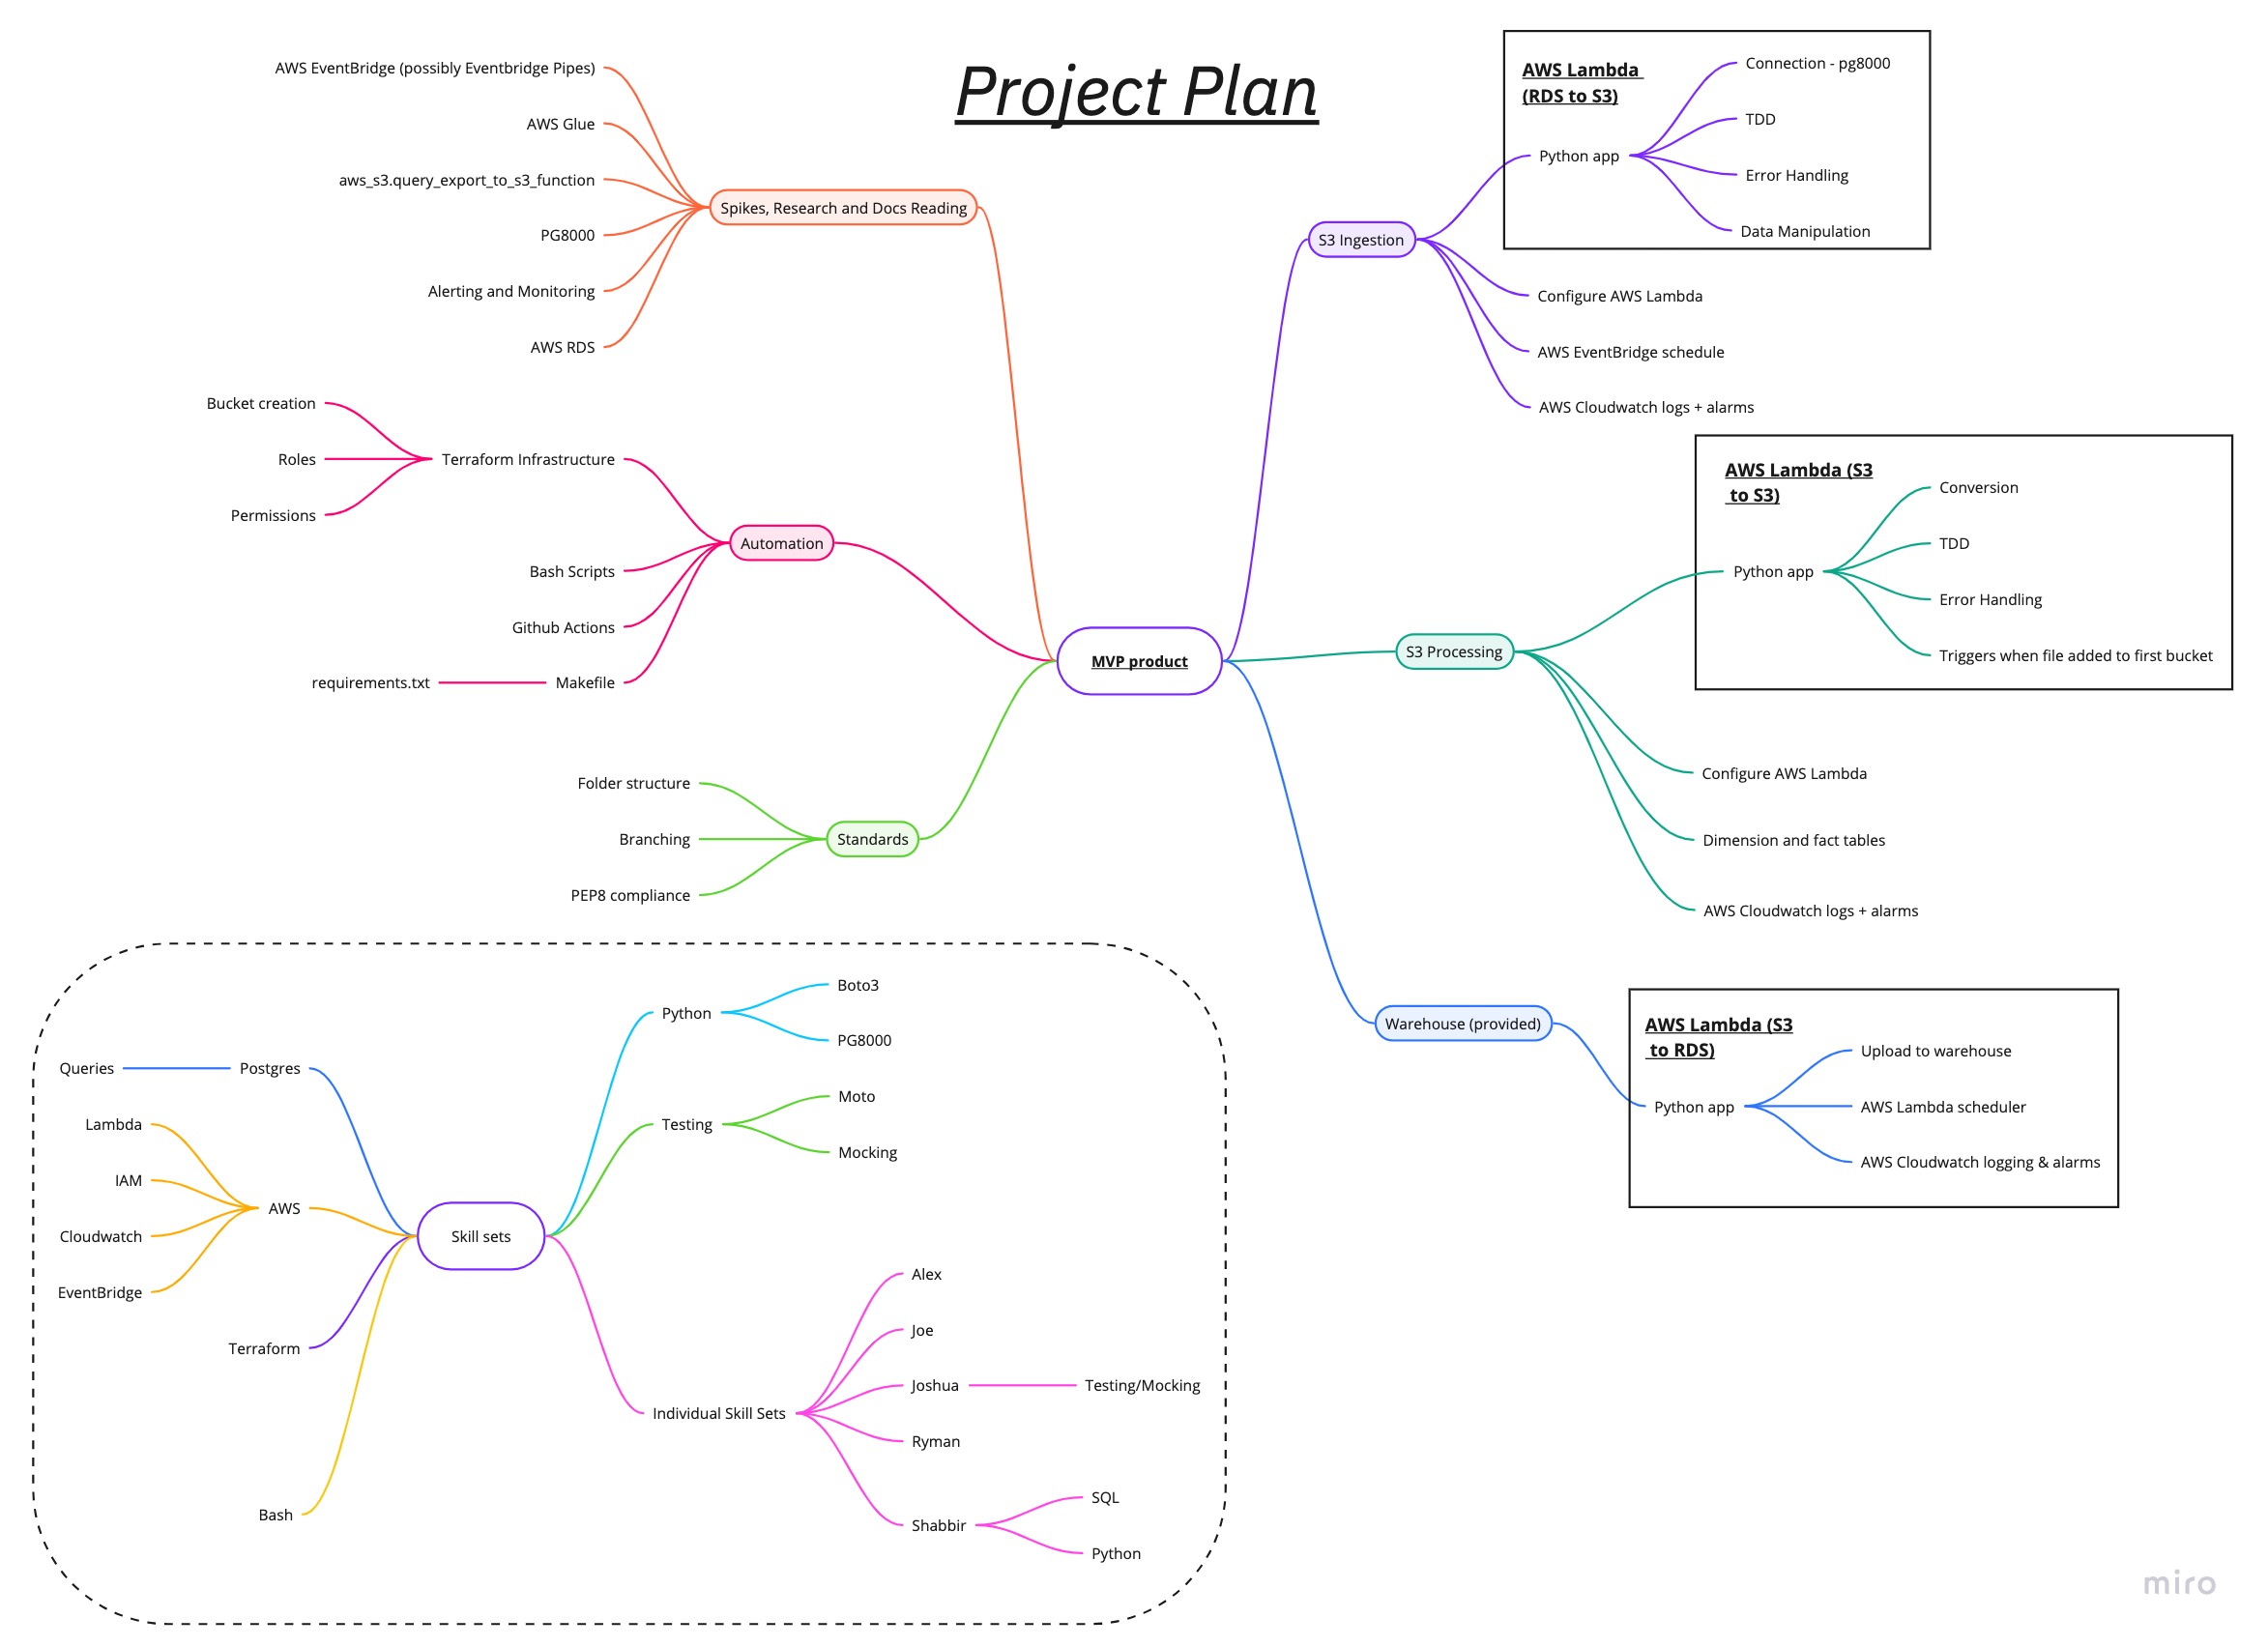 Project Plan
AWS EventBridge (possibly Eventbridge Pipes)
AWS Glue
aws_s3.query_export_to_s3_function
PG8000
Alerting and Monitoring
AWS RDS
Spikes, Research and Docs Reading
Bucket creation
Roles
Permissions
Terraform Infrastructure
Bash Scripts
Github Actions
requirements.txt
Makefile
Automation
Folder structure
Branching
PEP8 compliance
Standards
MVP product
S3 Ingestion
AWS Lambda
(RDS to S3)
Python app
Connection - pg8000
TDD
Error Handling
Data Manipulation
Configure AWS Lambda
AWS EventBridge schedule
AWS Cloudwatch logs + alarms
S3 Processing
AWS Lambda (S3
to S3)
Python app
Conversion
TDD
Error Handling
Triggers when file added to first bucket
Configure AWS Lambda
Dimension and fact tables
AWS Cloudwatch logs + alarms
Warehouse (provided)
AWS Lambda (S3
to RDS)
Python app
Upload to warehouse
AWS Lambda scheduler
AWS Cloudwatch logging & alarms
Queries
Postgres
Lambda
IAM
Cloudwatch
EventBridge
AWS
Terraform
Bash
Skill sets
Python
Boto3
PG8000
Testing
Moto
Mocking
Individual Skill Sets
Alex
Joe
Joshua
Testing/Mocking
Ryman
Shabbir
SQL
Python
miro